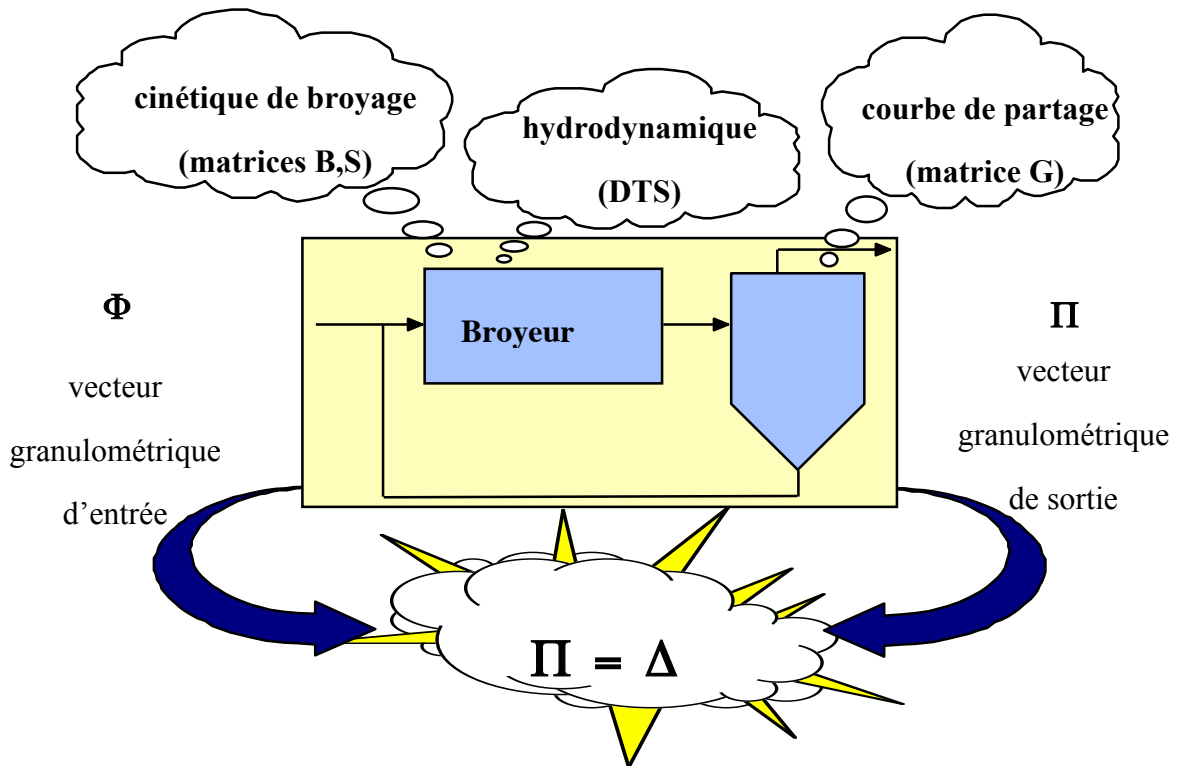 cinétique de broyage
(matrices B,S)
hydrodynamique
(DTS)
courbe de partage
(matrice G)
Φ
vecteur
granulométrique
d’entrée
Broyeur
Π
vecteur
granulométrique
de sortie
Π = Δ